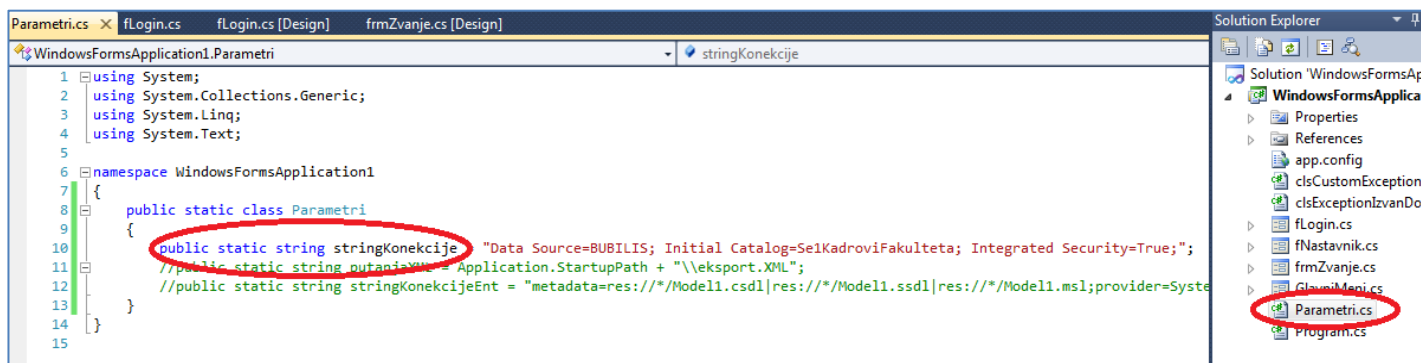 Parametri.cs × fLogin.cs fLogin.cs [Design] frmZvanje.cs [Design]
WindowsFormsApplication1.Parametri stringKonekcije
1 using System;
2 using System.Collections.Generic;
3 using System.Linq;
4 using System.Text;
5
6 namespace WindowsFormsApplication1
7 {
8 public static class Parametri
9 {
10 public static string stringKonekcije "Data Source=BUBILIS; Initial Catalog=Se1KadroviFakulteta; Integrated Security=True;";
11 //public static string putanjaXML = Application.StartupPath + "\\eksport.XML";
12 //public static string stringKonekcijeEnt = "metadata=res://*/Model1.csdl|res://*/Model1.ssdl|res://*/Model1.msl;provider=Syste
13 }
14 }
15
Solution Explorer
Solution 'WindowsFormsAp
WindowsFormsApplica
Properties
References
app.config
clsCustomException
clsExceptionIzvanDo
fLogin.cs
fNastavnik.cs
frmZvanje.cs
GlavniMeni.cs
Parametri.cs
Program.cs